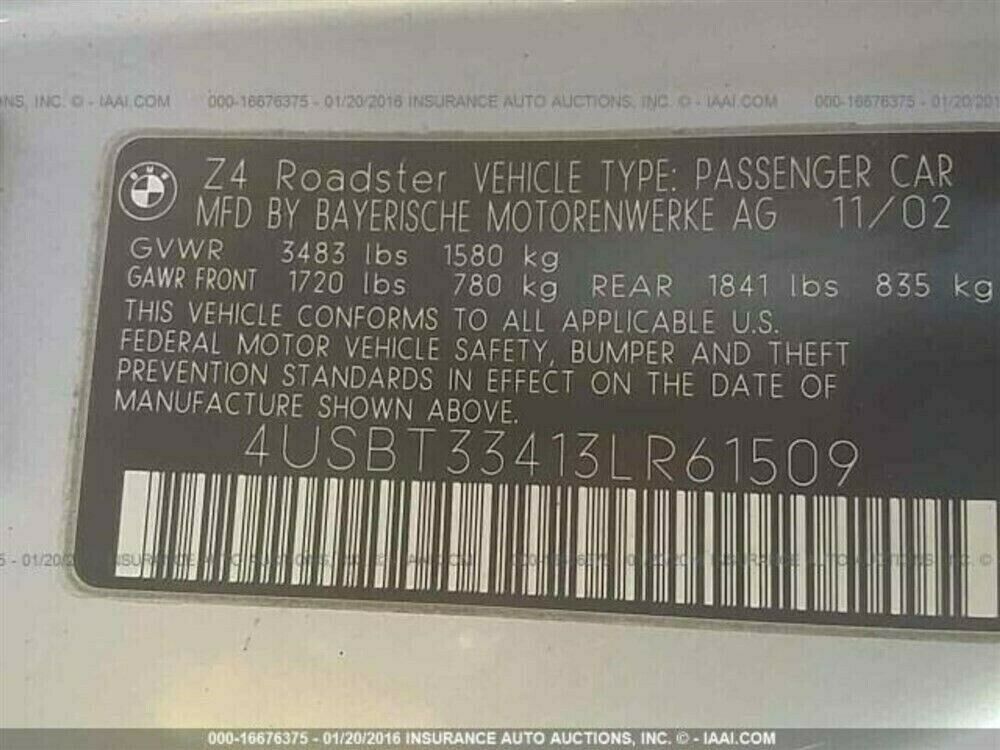 NS, INC. © - IAAI.COM 000-16676375 - 01/20/2016 INSURANCE AUTO AUCTIONS, INC. © - IAAI.COM 000-16676375 - 01/20/2016 INSURANC
BMW
Z4 Roadster VEHICLE TYPE: PASSENGER CAR
MFD BY BAYERISCHE MOTORENWERKE AG 11/02
GVWR 3483 lbs 1580 kg
GAWR FRONT 1720 lbs 780 kg REAR 1841 lbs 835 kg
THIS VEHICLE CONFORMS TO ALL APPLICABLE U.S.
FEDERAL MOTOR VEHICLE SAFETY, BUMPER AND THEFT
PREVENTION STANDARDS IN EFFECT ON THE DATE OF
MANUFACTURE SHOWN ABOVE.
4USBT33413LR61509
000-16676375 - 01/20/2016 INSURANCE AUTO AUCTIONS, INC. © - IAAI.COM